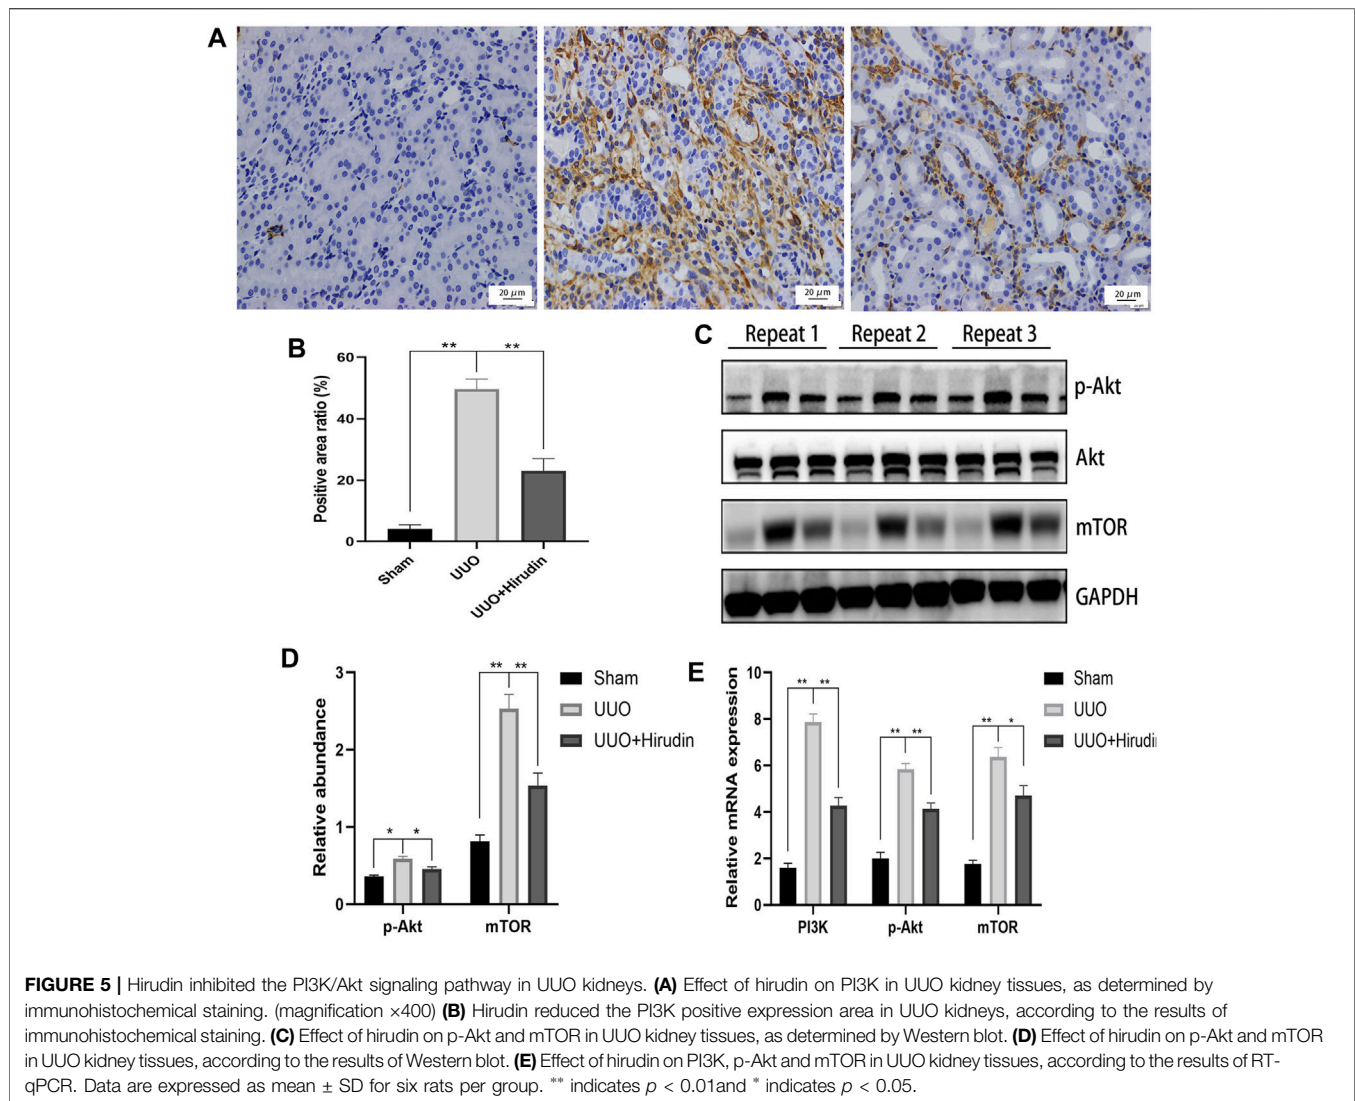 A
20 μm
20 μm
20 μm
B
Positive area ratio (%)
60
40
20
0
**
**
Sham
UUO
UUO+Hirudin
C
Repeat 1 Repeat 2 Repeat 3
p-Akt
Akt
mTOR
GAPDH
D
Relative abundance
3
2
1
0
* *
** **
p-Akt
mTOR
Sham
UUO
UUO+Hirudin
E
Relative mRNA expression
10
8
6
4
2
0
** **
** **
** *
PI3K
p-Akt
mTOR
Sham
UUO
UUO+Hirudin
FIGURE 5 | Hirudin inhibited the PI3K/Akt signaling pathway in UUO kidneys. (A) Effect of hirudin on PI3K in UUO kidney tissues, as determined by
immunohistochemical staining. (magnification ×400) (B) Hirudin reduced the PI3K positive expression area in UUO kidneys, according to the results of
immunohistochemical staining. (C) Effect of hirudin on p-Akt and mTOR in UUO kidney tissues, as determined by Western blot. (D) Effect of hirudin on p-Akt and mTOR
in UUO kidney tissues, according to the results of Western blot. (E) Effect of hirudin on PI3K, p-Akt and mTOR in UUO kidney tissues, according to the results of RT-
qPCR. Data are expressed as mean ± SD for six rats per group. ** indicates p < 0.01and * indicates p < 0.05.